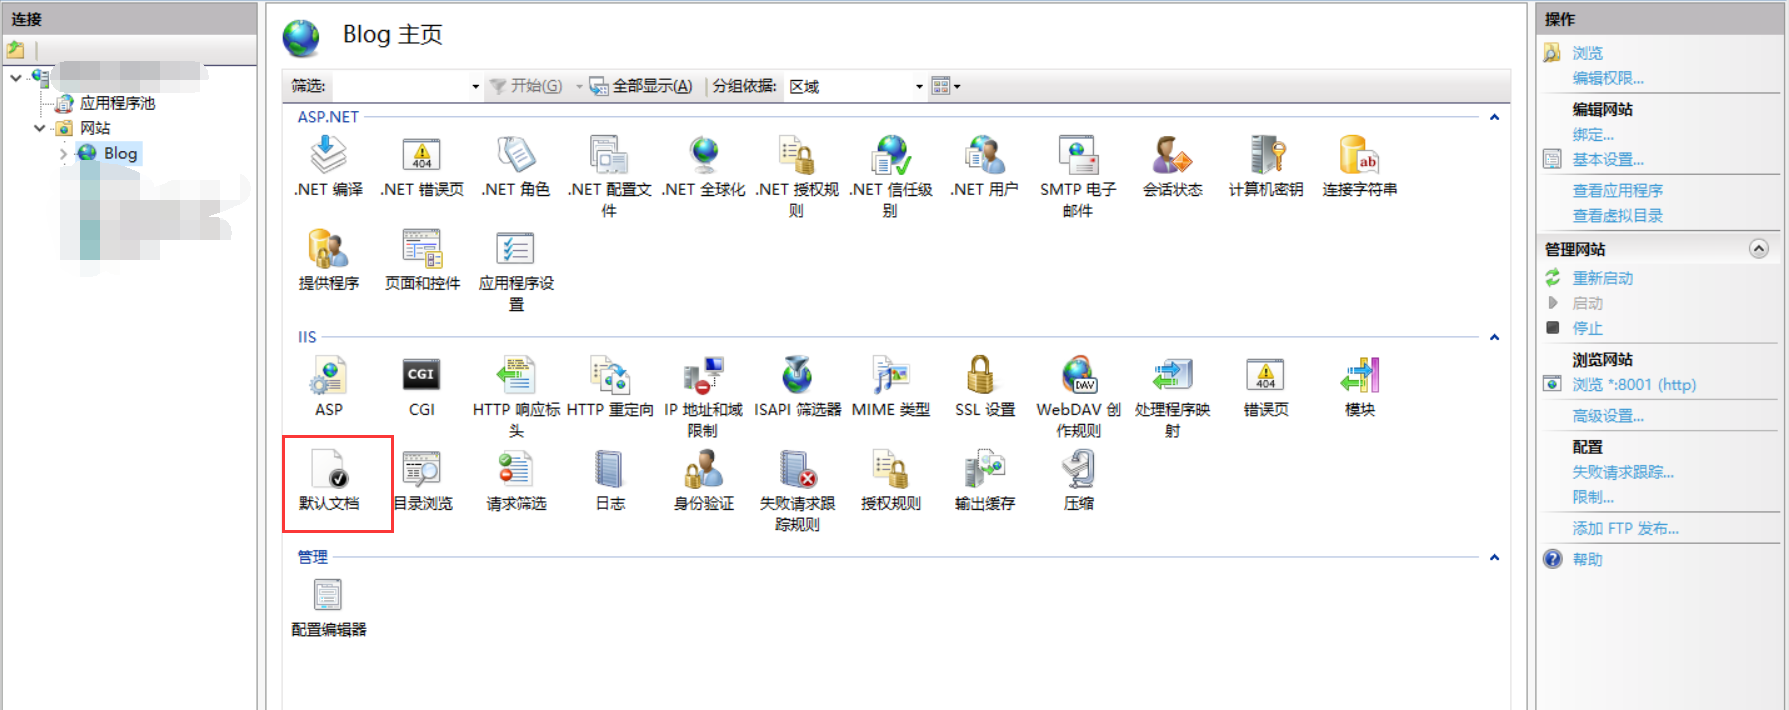 连接
应用程序池
网站
Blog
Blog 主页
筛选:
开始(G)
全部显示(A)
分组依据:
区域
ASP.NET
.NET 编译
.NET 错误页
404
.NET 角色
.NET 配置文
件
.NET 全球化
.NET 授权规
则
.NET 信任级
别
.NET 用户
SMTP 电子
邮件
会话状态
计算机密钥
ab
连接字符串
提供程序
页面和控件
应用程序设
置
IIS
ASP
CGI
CGI
HTTP 响应标
头
HTTP 重定向
IP 地址和域
限制
ISAPI 筛选器
MIME 类型
SSL 设置
DAV
WebDAV 创
作规则
处理程序映
射
404
错误页
模块
默认文档
目录浏览
请求筛选
日志
身份验证
失败请求跟
踪规则
授权规则
输出缓存
压缩
管理
配置编辑器
操作
浏览
编辑权限...
编辑网站
绑定...
基本设置...
查看应用程序
查看虚拟目录
管理网站
重新启动
启动
停止
浏览网站
浏览 *:8001 (http)
高级设置...
配置
失败请求跟踪...
限制...
添加 FTP 发布...
帮助